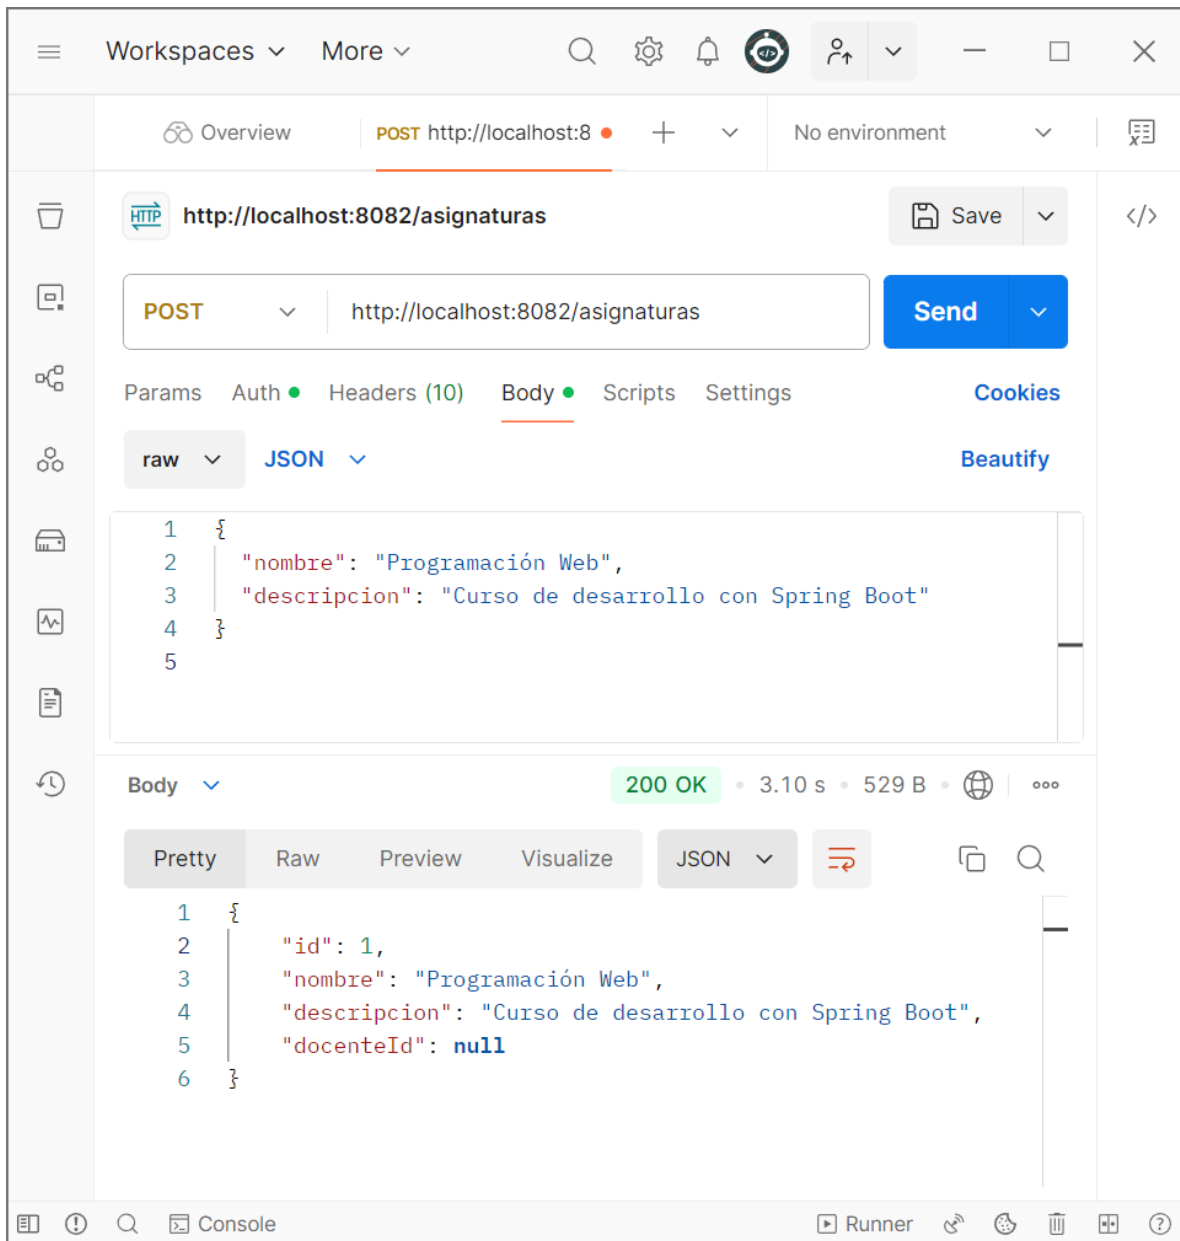 Workspaces More
Overview POST http://localhost:8 No environment
HTTP http://localhost:8082/asignaturas Save
POST http://localhost:8082/asignaturas Send
Params Auth Headers (10) Body Scripts Settings Cookies
raw JSON Beautify
1 {
2 "nombre": "Programación Web",
3 "descripcion": "Curso de desarrollo con Spring Boot"
4 }
5
Body 200 OK 3.10 s 529 B
Pretty Raw Preview Visualize JSON
1 {
2 "id": 1,
3 "nombre": "Programación Web",
4 "descripcion": "Curso de desarrollo con Spring Boot",
5 "docenteId": null
6 }
Console Runner